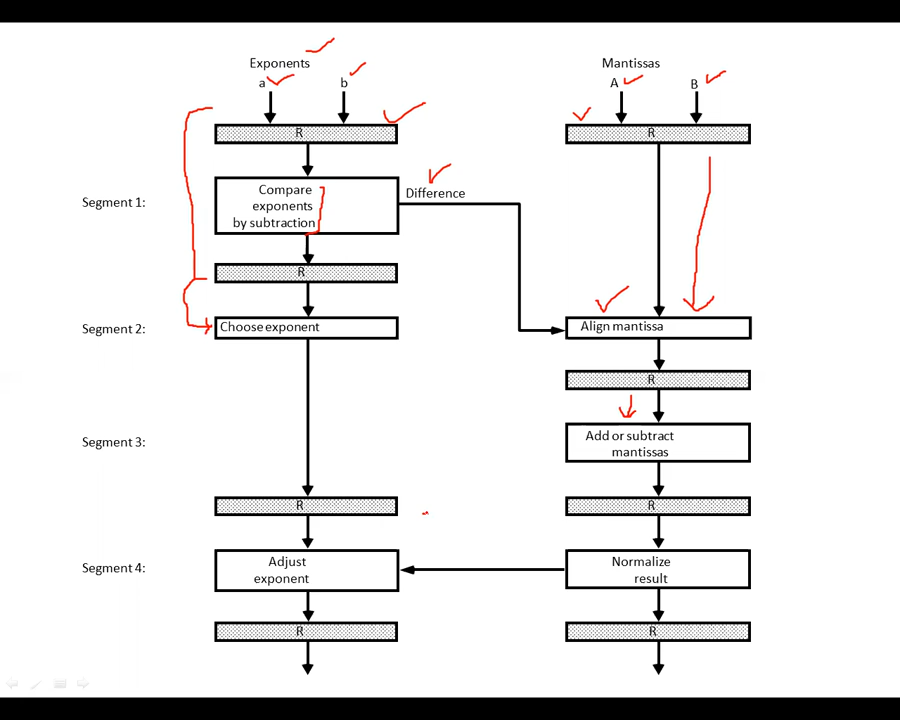 Exponents
Mantissas
a
b
A
B
R
R
Segment 1:
Compare
exponents
by subtraction
Difference
R
Segment 2:
Choose exponent
Align mantissa
R
Segment 3:
Add or subtract
mantissas
R
R
Segment 4:
Adjust
exponent
Normalize
result
R
R